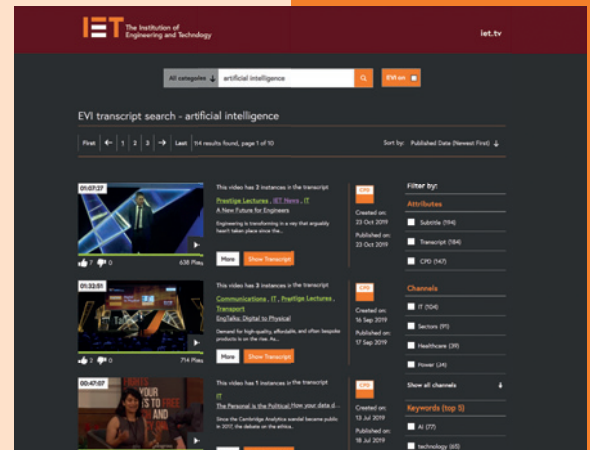 IET The Institution of
Engineering and Technology
iet.tv
All categories artificial intelligence EVI on
EVI transcript search - artificial intelligence
First 1 2 3 Last 114 results found, page 1 of 10 Sort by: Published Date (Newest First)
01:07:27
7 0 638 Plays
This video has 3 instances in the transcript
Prestige Lectures , IET News , IT
A New Future for Engineers
Engineering is transforming in a way that arguably
hasn't taken place since the...
More Show Transcript
CPD
Created on:
23 Oct 2019
Published on:
23 Oct 2019
01:32:51
2 0 714 Plays
This video has 3 instances in the transcript
Communications , IT , Prestige Lectures ,
Transport
EngTalks: Digital to Physical
Demand for high-quality, affordable, and often bespoke
products is on the rise. As...
More Show Transcript
CPD
Created on:
16 Sep 2019
Published on:
17 Sep 2019
00:47:07
YOUR
TO FREE
AND
This video has 1 instances in the transcript
IT
The Personal is the Political: How your data d...
Since the Cambridge Analytica scandal became public
in 2017, the debate on the ethics...
CPD
Created on:
13 Jul 2019
Published on:
18 Jul 2019
Filter by:
Attributes
Subtitle (194)
Transcript (184)
CPD (147)
Channels
IT (104)
Sectors (91)
Healthcare (39)
Power (34)
Show all channels
Keywords (top 5)
AI (77)
technology (65)